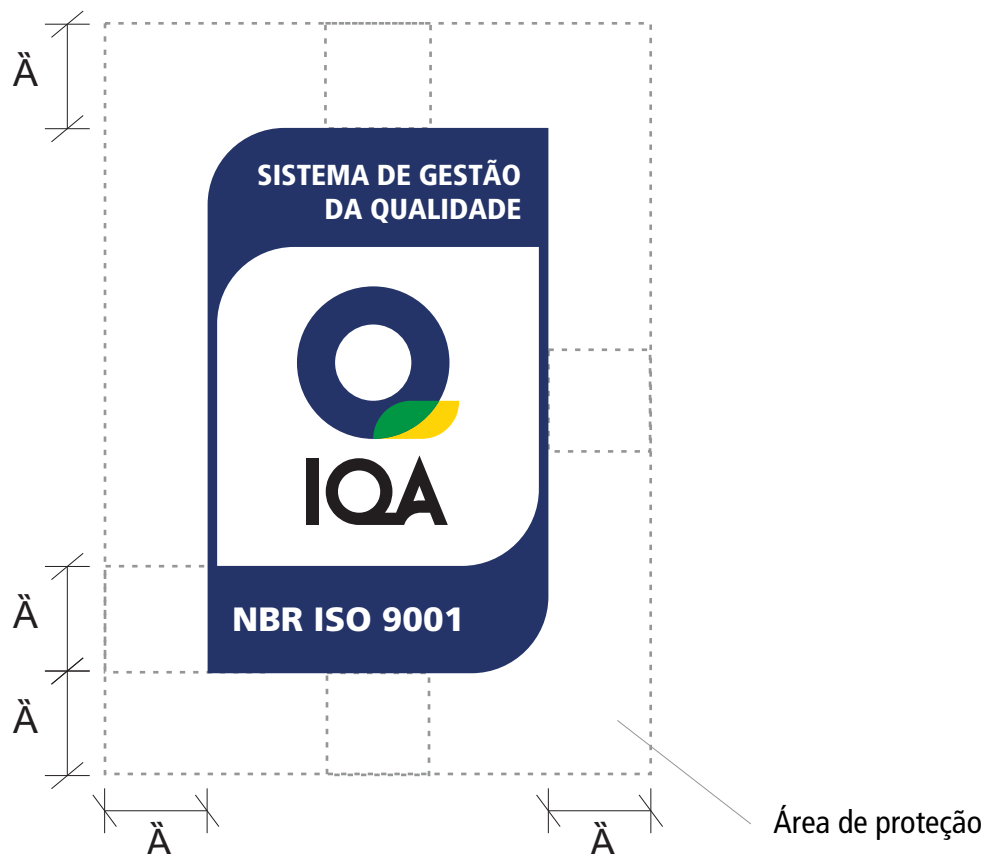 Ȁ̈
SISTEMA DE GESTÃO
DA QUALIDADE
IQA
Ȁ̈
NBR ISO 9001
Ȁ̈
Ȁ̈
Ȁ̈
Área de proteção